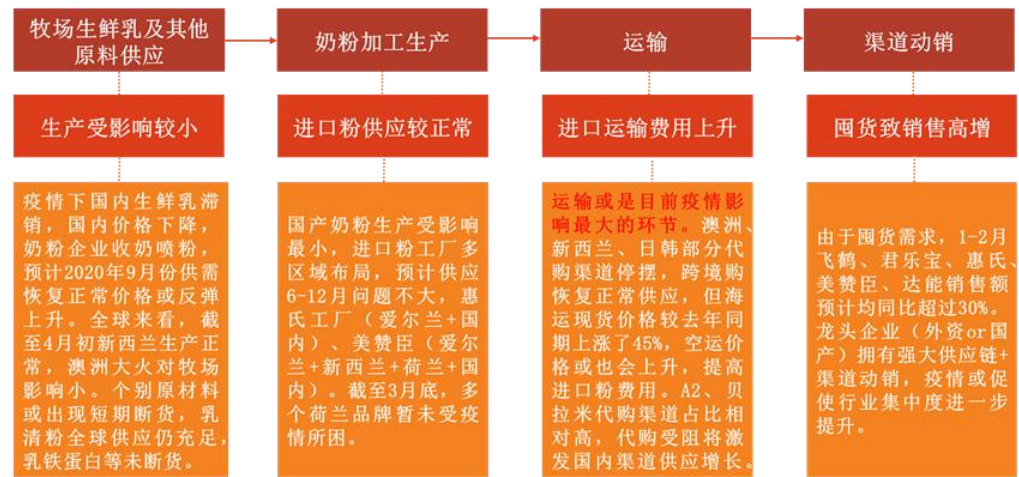 牧场生鲜乳及其他
原料供应
奶粉加工生产
运输
渠道动销
生产受影响较小
进口粉供应较正常
进口运输费用上升
囤货致销售高增
疫情下国内生鲜乳滞
销，国内价格下降，
奶粉企业收奶喷粉，
预计2020年9月份供需
恢复正常价格或反弹
上升。全球来看，截
至4月初新西兰生产正
常，澳洲大火对牧场
影响小。个别原材料
或出现短期断货，乳
清粉全球供应仍充足，
乳铁蛋白等未断货。
国产奶粉生产受影响
最小，进口粉工厂多
区域布局，预计供应
6-12月问题不大，惠
氏工厂（爱尔兰+国
内）、美赞臣（爱尔
兰+新西兰+荷兰+国
内）。截至3月底，多
个荷兰品牌暂未受疫
情所困。
运输或是目前疫情影
响最大的环节。澳洲、
新西兰、日韩部分代
购渠道停摆，跨境购
恢复正常供应，但海
运现货价格较去年同
期上涨了45%，空运价
格或也会上升，提高
进口粉费用。A2、贝
拉米代购渠道占比相
对高，代购受阻将激
发国内渠道供应增长。
由于囤货需求，1-2月
飞鹤、君乐宝、惠氏、
美赞臣、达能销售额
预计均同比超过30%。
龙头企业（外资or国
产）拥有强大供应链+
渠道动销，疫情或促
使行业集中度进一步
提升。